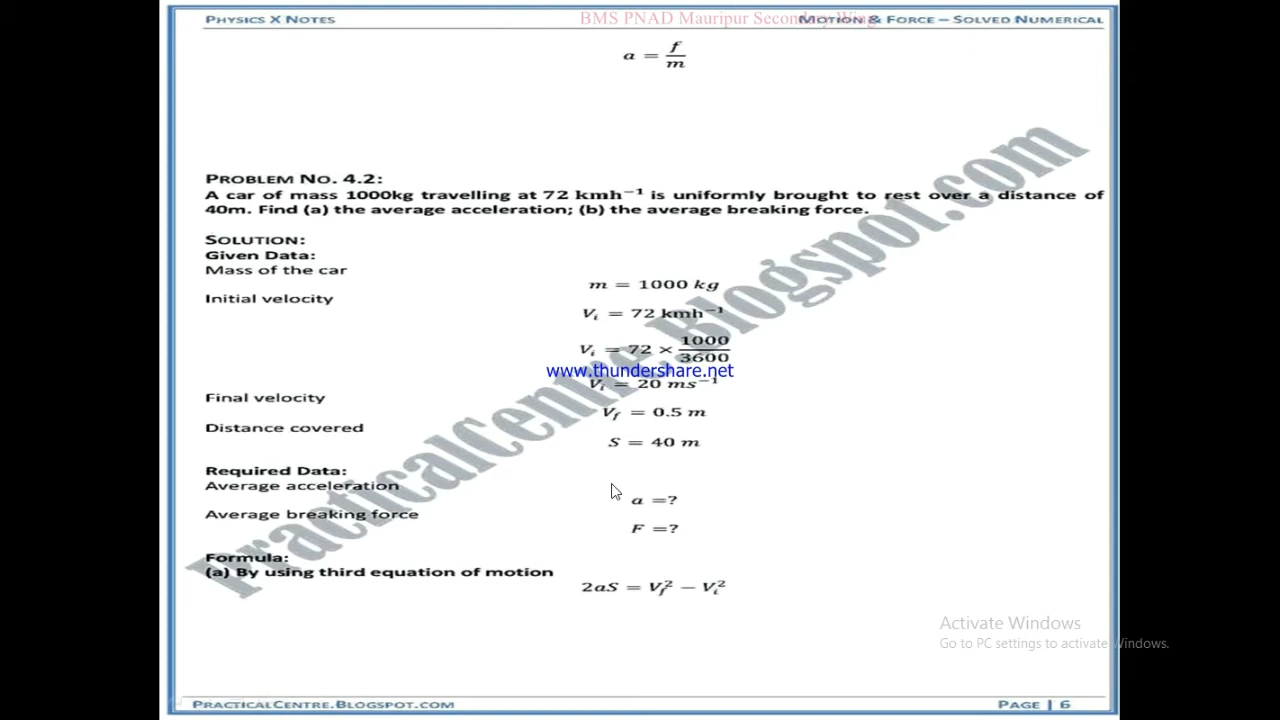 PHYSICS X NOTES
BMS PNAD Mauripur Secondary Wing
MOTION & FORCE – SOLVED NUMERICAL
a = f/m
PROBLEM NO. 4.2:
A car of mass 1000kg travelling at 72 kmh⁻¹ is uniformly brought to rest over a distance of
40m. Find (a) the average acceleration; (b) the average breaking force.
SOLUTION:
Given Data:
Mass of the car
m = 1000 kg
Initial velocity
Vᵢ = 72 kmh⁻¹
Vᵢ = 72 × 1000/3600
www.thundershare.net
Vᵢ = 20 ms⁻¹
Final velocity
V_f = 0.5 m
Distance covered
S = 40 m
Required Data:
Average acceleration
a =?
Average breaking force
F =?
Formula:
(a) By using third equation of motion
2aS = V_f² − Vᵢ²
PracticalCentre.Blogspot.com
Activate Windows
Go to PC settings to activate Windows.
PRACTICALCENTRE.BLOGSPOT.COM
PAGE | 6